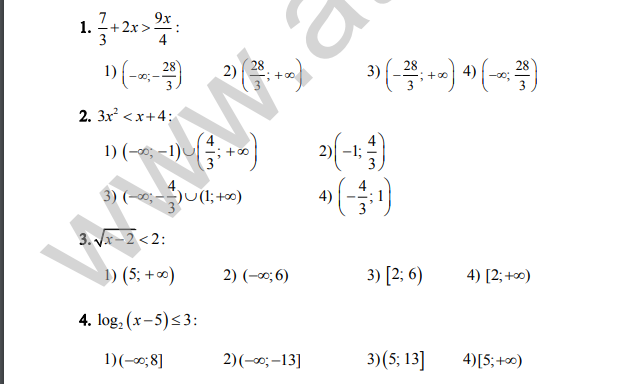 1. 7/3 + 2x > 9x/4 :
1) (−∞; −28/3) 2) (28/3; +∞) 3) (−28/3; +∞) 4) (−∞; 28/3)
2. 3x² < x + 4 :
1) (−∞; −1) ∪ (4/3; +∞) 2) (−1; 4/3)
3) (−∞; −4/3) ∪ (1; +∞) 4) (−4/3; 1)
3. √(x−2) < 2 :
1) (5; +∞) 2) (−∞; 6) 3) [2; 6) 4) [2; +∞)
4. log₂(x−5) ≤ 3 :
1) (−∞; 8] 2) (−∞; −13] 3) (5; 13] 4) [5; +∞)
www.a